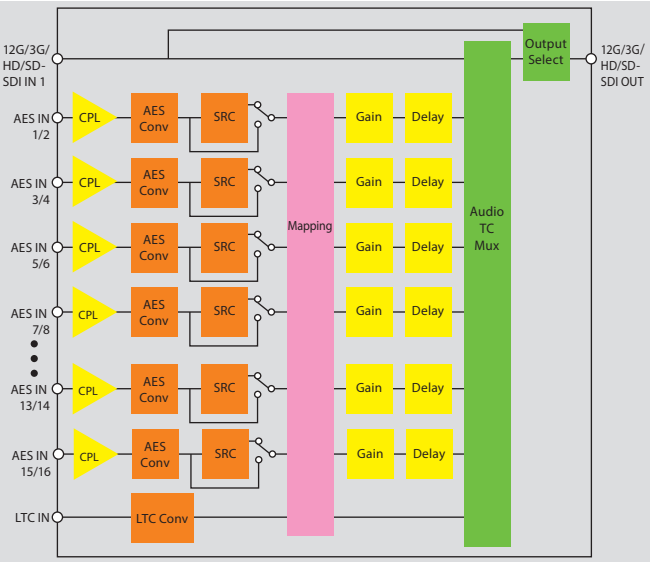 12G/3G/
HD/SD-
SDI IN 1
Output
Select
12G/3G/
HD/SD-
SDI OUT
AES IN
1/2
CPL
AES
Conv
SRC
Gain
Delay
AES IN
3/4
CPL
AES
Conv
SRC
Gain
Delay
Mapping
Audio
TC
Mux
AES IN
5/6
CPL
AES
Conv
SRC
Gain
Delay
AES IN
7/8
CPL
AES
Conv
SRC
Gain
Delay
AES IN
13/14
CPL
AES
Conv
SRC
Gain
Delay
AES IN
15/16
CPL
AES
Conv
SRC
Gain
Delay
LTC IN
LTC Conv